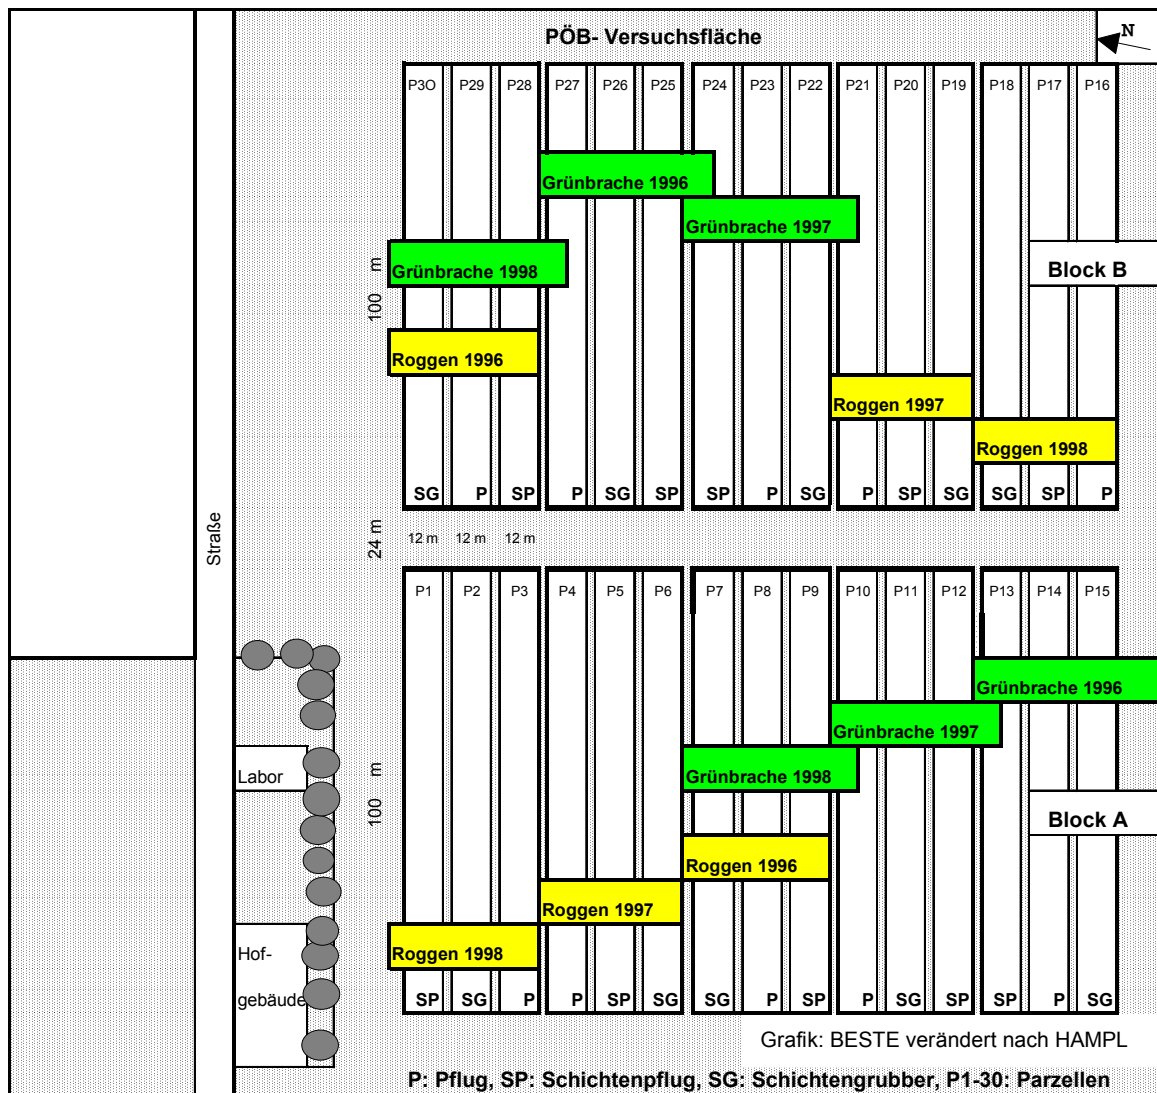 PÖB- Versuchsfläche
N
P3O P29 P28 P27 P26 P25 P24 P23 P22 P21 P20 P19 P18 P17 P16
Grünbrache 1996
Grünbrache 1997
Grünbrache 1998
Block B
100 m
Roggen 1996
Roggen 1997
Roggen 1998
SG P SP P SG SP SP P SG P SP SG SG SP P
Straße
24 m
12 m 12 m 12 m
P1 P2 P3 P4 P5 P6 P7 P8 P9 P10 P11 P12 P13 P14 P15
Grünbrache 1996
Grünbrache 1997
Labor
Grünbrache 1998
100 m
Block A
Roggen 1996
Roggen 1997
Roggen 1998
Hof-
gebäude
SP SG P P SP SG SG P SP P SG SP SP P SG
Grafik: BESTE verändert nach HAMPL
P: Pflug, SP: Schichtenpflug, SG: Schichtengrubber, P1-30: Parzellen